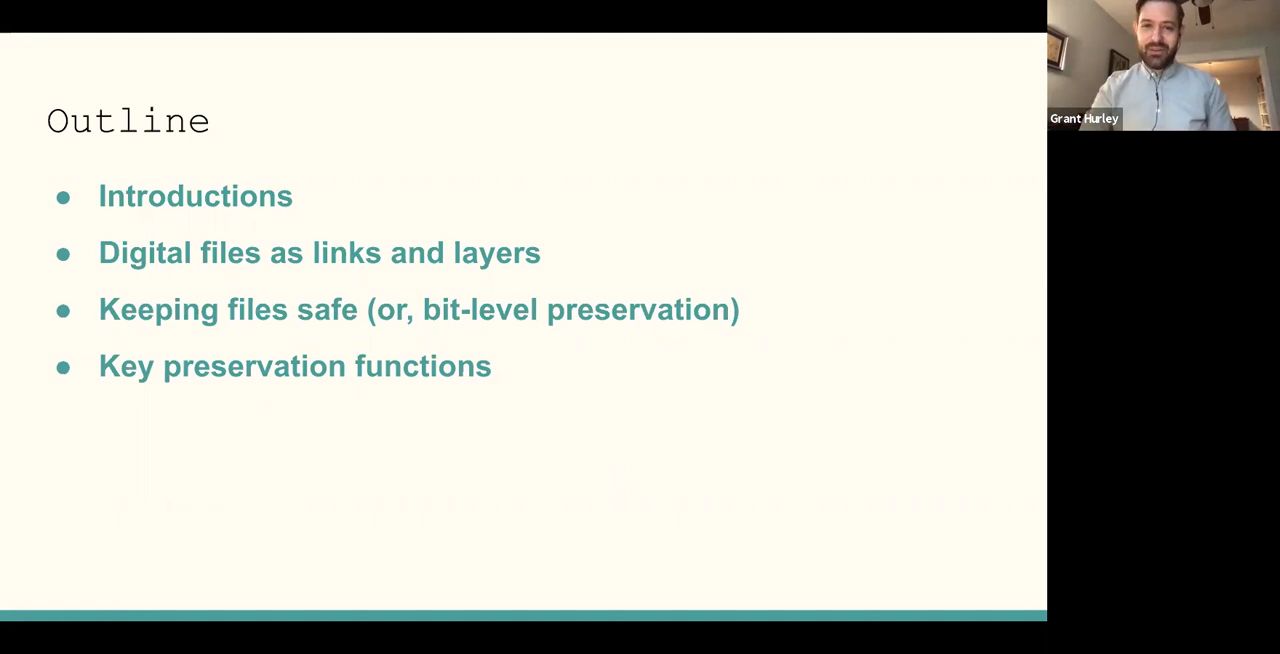 Outline
● Introductions
● Digital files as links and layers
● Keeping files safe (or, bit-level preservation)
● Key preservation functions
Grant Hurley